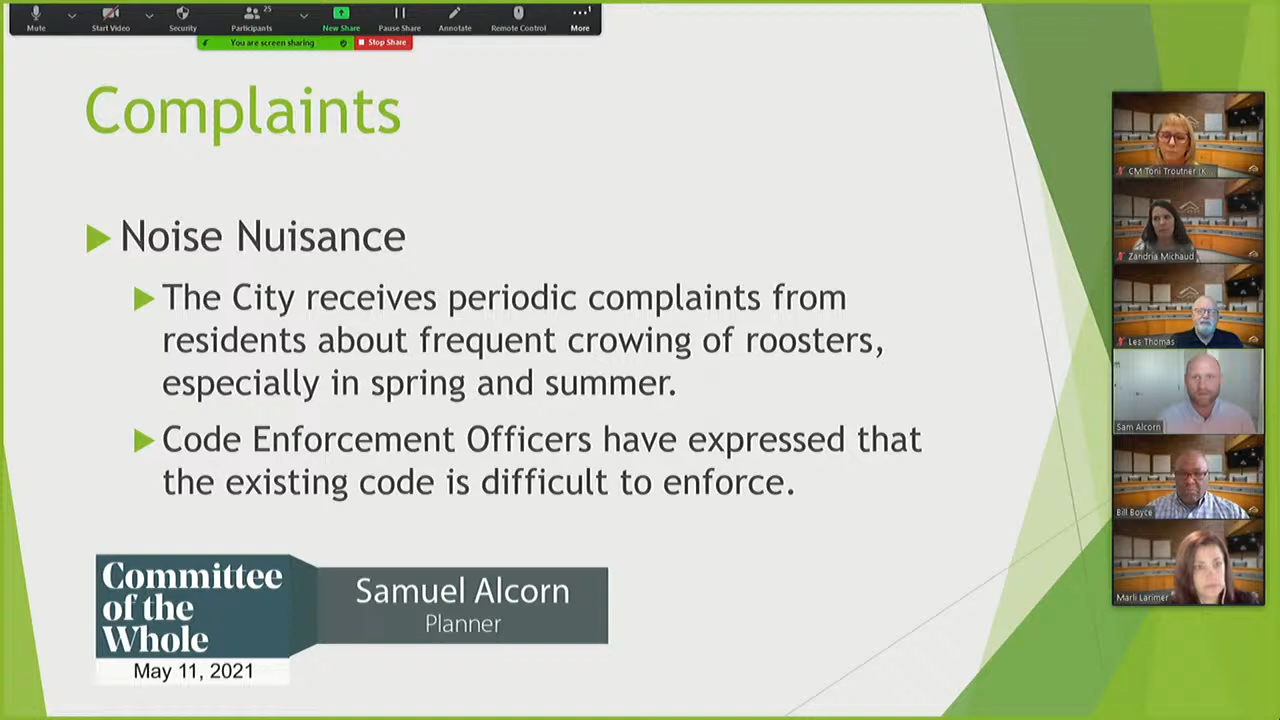 Mute
Start Video
Security
Participants
25
New Share
Pause Share
Annotate
Remote Control
More
1
You are screen sharing
Stop Share
Complaints
Noise Nuisance
The City receives periodic complaints from
residents about frequent crowing of roosters,
especially in spring and summer.
Code Enforcement Officers have expressed that
the existing code is difficult to enforce.
Committee
of the
Whole
May 11, 2021
Samuel Alcorn
Planner
CM Toni Troutner (K...
Zandria Michaud
Les Thomas
Sam Alcorn
Bill Boyce
Marli Larimer